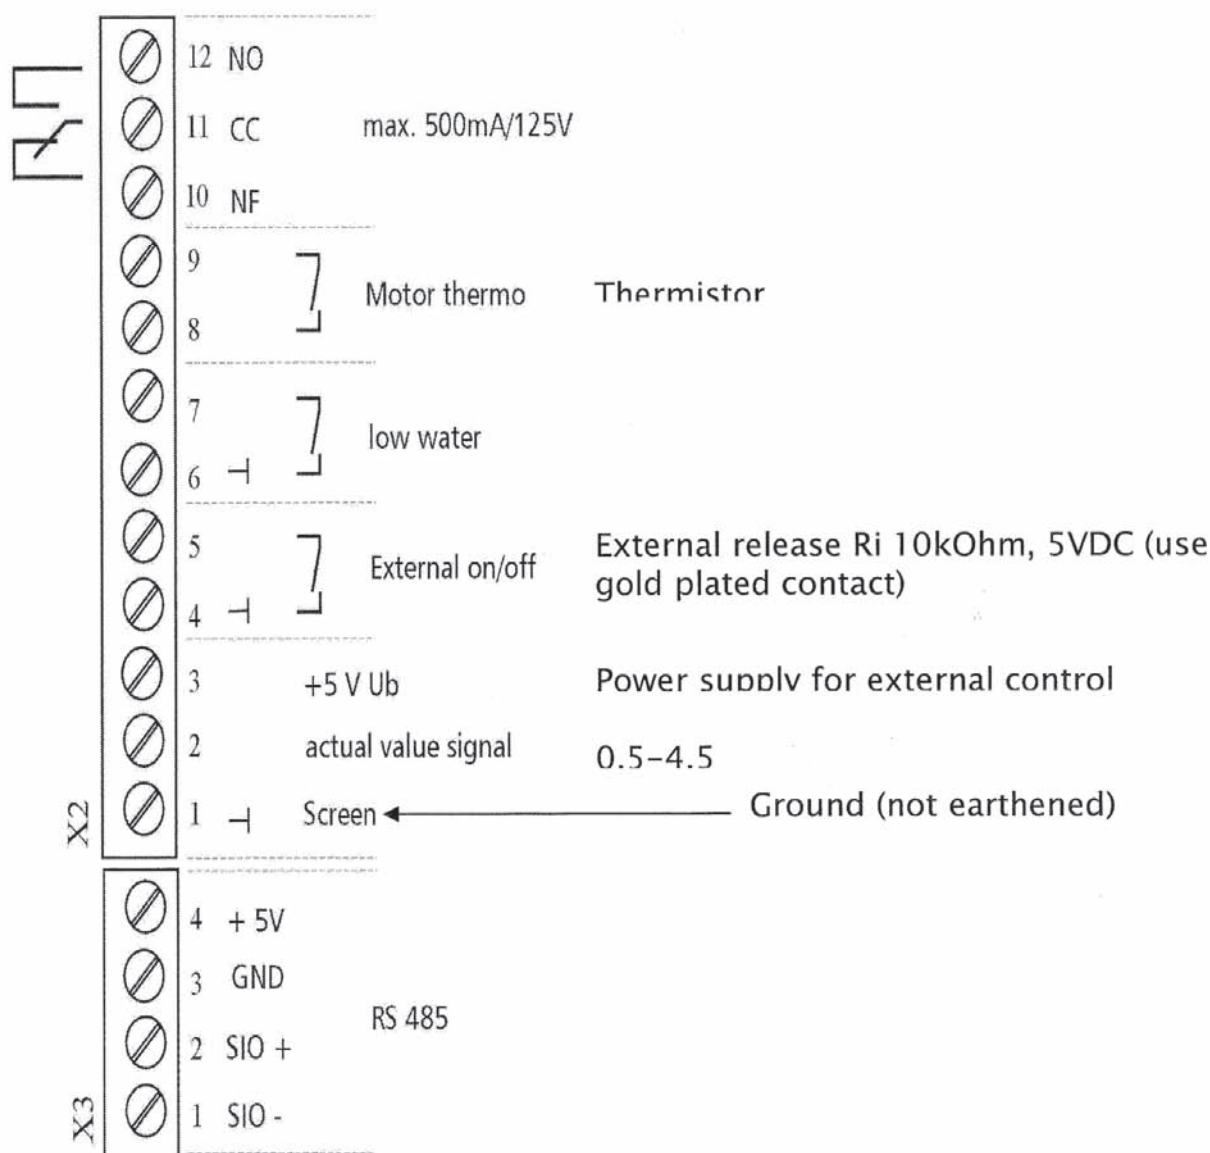 12 NO
11 CC max. 500mA/125V
10 NF
9
Motor thermo Thermistor
8
7
low water
6
5
External on/off External release Ri 10kOhm, 5VDC (use
gold plated contact)
4
3 +5 V Ub Power supply for external control
2 actual value signal 0.5-4.5
1 Screen Ground (not earthened)
X2
4 + 5V
3 GND
RS 485
2 SIO +
1 SIO -
X3